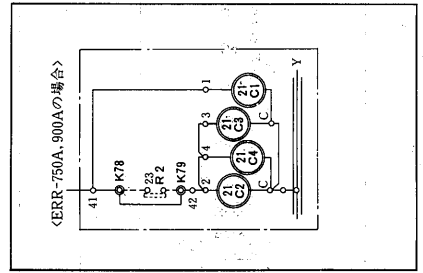 〈ERR-750A,900Aの場合〉
41
K78
23
R2
K79
42
2
4
3
1
21
C2
21-
C4
21-
C3
21-
C1
C
C
Y